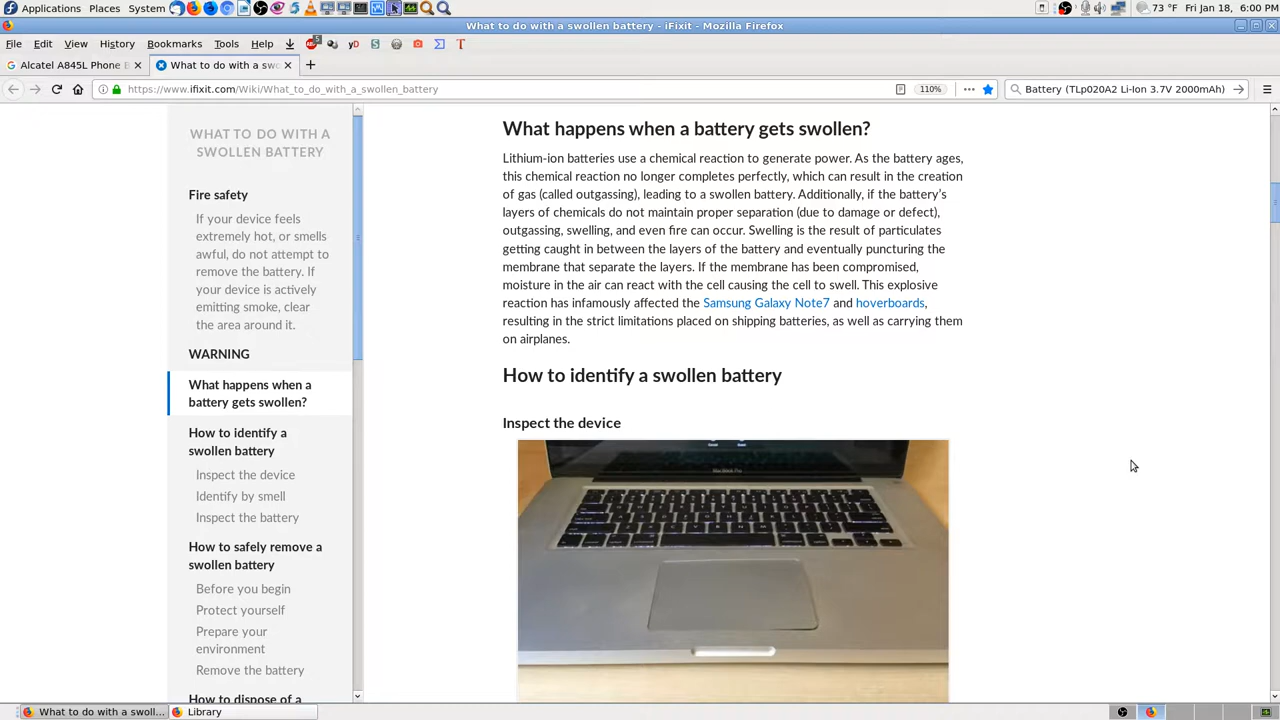 Applications Places System
73 °F Fri Jan 18, 6:00 PM
What to do with a swollen battery - iFixit - Mozilla Firefox
File Edit View History Bookmarks Tools Help
Alcatel A845L Phone
What to do with a swo
https://www.ifixit.com/Wiki/What_to_do_with_a_swollen_battery
110%
Battery (TLp020A2 Li-Ion 3.7V 2000mAh)
WHAT TO DO WITH A
SWOLLEN BATTERY
Fire safety
If your device feels
extremely hot, or smells
awful, do not attempt to
remove the battery. If
your device is actively
emitting smoke, clear
the area around it.
WARNING
What happens when a
battery gets swollen?
How to identify a
swollen battery
Inspect the device
Identify by smell
Inspect the battery
How to safely remove a
swollen battery
Before you begin
Protect yourself
Prepare your
environment
Remove the battery
How to dispose of a
What happens when a battery gets swollen?
Lithium-ion batteries use a chemical reaction to generate power. As the battery ages,
this chemical reaction no longer completes perfectly, which can result in the creation
of gas (called outgassing), leading to a swollen battery. Additionally, if the battery's
layers of chemicals do not maintain proper separation (due to damage or defect),
outgassing, swelling, and even fire can occur. Swelling is the result of particulates
getting caught in between the layers of the battery and eventually puncturing the
membrane that separate the layers. If the membrane has been compromised,
moisture in the air can react with the cell causing the cell to swell. This explosive
reaction has infamously affected the Samsung Galaxy Note7 and hoverboards,
resulting in the strict limitations placed on shipping batteries, as well as carrying them
on airplanes.
How to identify a swollen battery
Inspect the device
MacBook Pro
What to do with a swoll...
Library